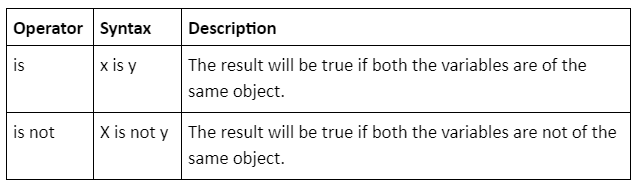 Operator Syntax Description
is x is y The result will be true if both the variables are of the
same object.
is not X is not y The result will be true if both the variables are not of the
same object.